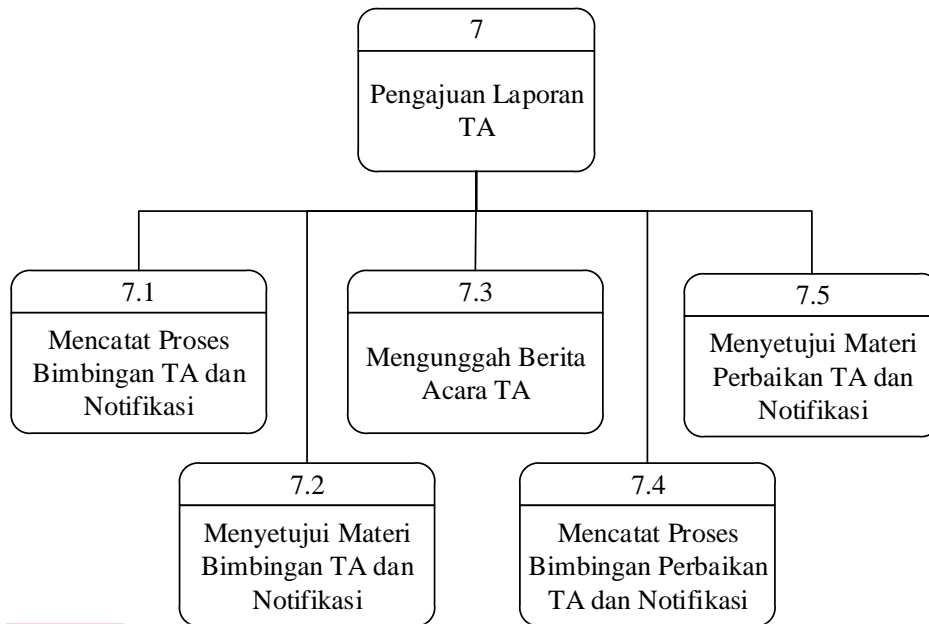 7
Pengajuan Laporan
TA
7.1
Mencatat Proses
Bimbingan TA dan
Notifikasi
7.3
Mengunggah Berita
Acara TA
7.5
Menyetujui Materi
Perbaikan TA dan
Notifikasi
7.2
Menyetujui Materi
Bimbingan TA dan
Notifikasi
7.4
Mencatat Proses
Bimbingan Perbaikan
TA dan Notifikasi